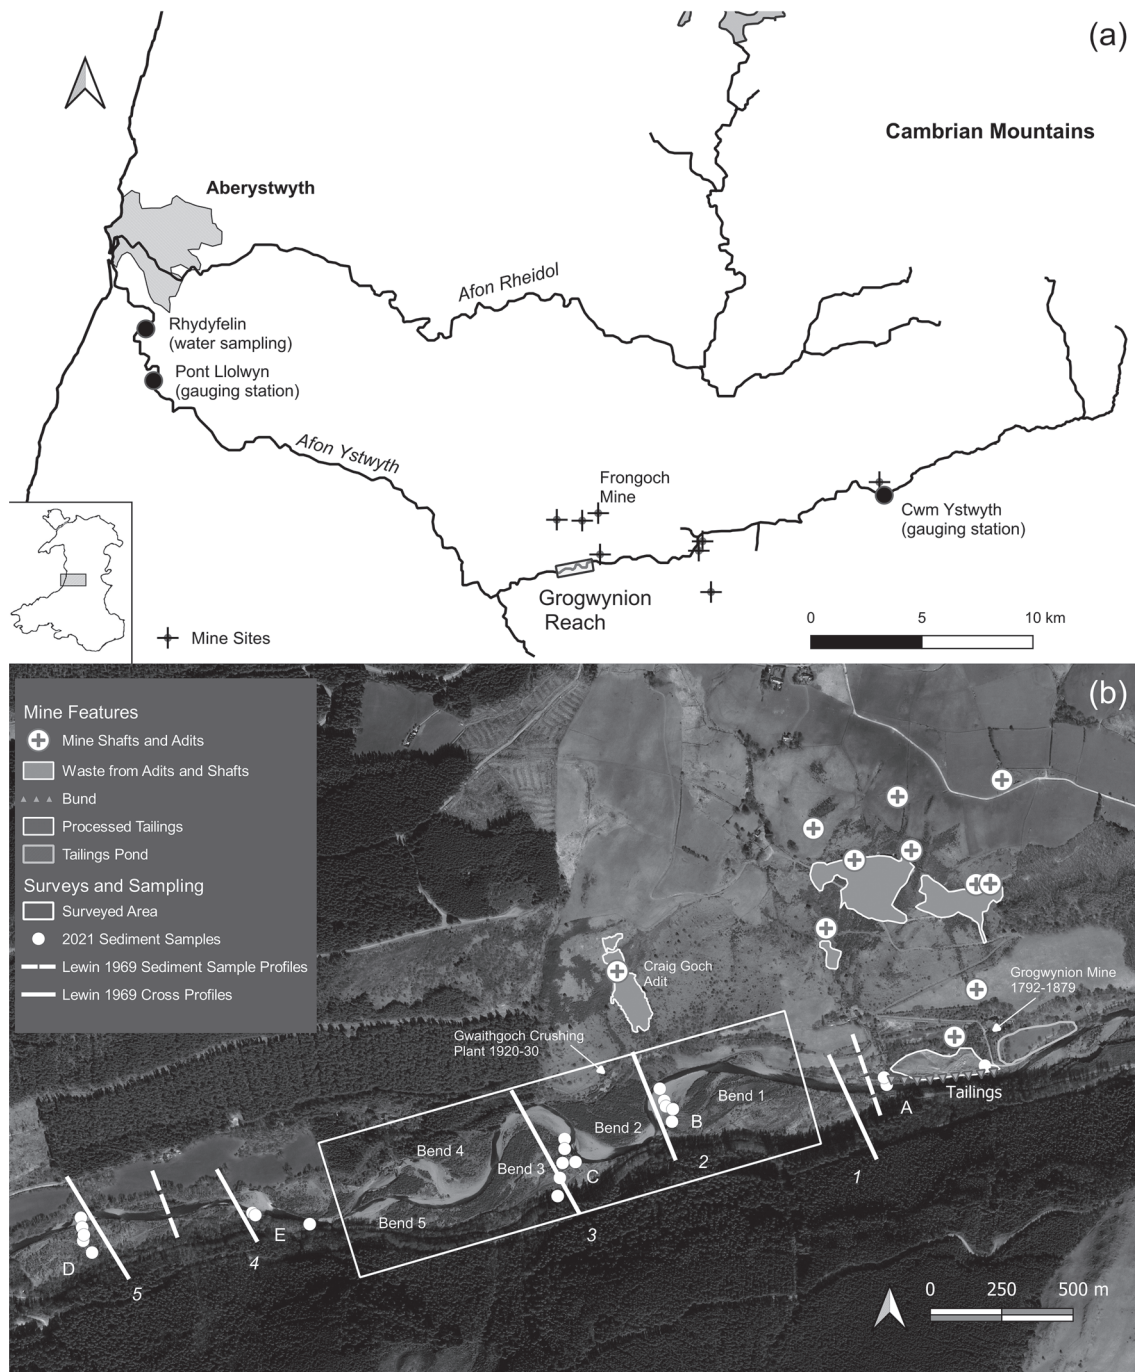 (a)
Cambrian Mountains
Aberystwyth
Afon Rheidol
Rhydyfelin
(water sampling)
Pont Llolwyn
(gauging station)
Afon Ystwyth
Frongoch
Mine
Cwm Ystwyth
(gauging station)
Grogwynion
Reach
Mine Sites
0 5 10 km
(b)
Mine Features
Mine Shafts and Adits
Waste from Adits and Shafts
Bund
Processed Tailings
Tailings Pond
Surveys and Sampling
Surveyed Area
2021 Sediment Samples
Lewin 1969 Sediment Sample Profiles
Lewin 1969 Cross Profiles
Craig Goch
Adit
Grogwynion Mine
1792-1879
Gwaithgoch Crushing
Plant 1920-30
Tailings
A
Bend 1
B
Bend 2
Bend 4
Bend 3
C
Bend 5
1
2
3
E
4
D
5
0 250 500 m